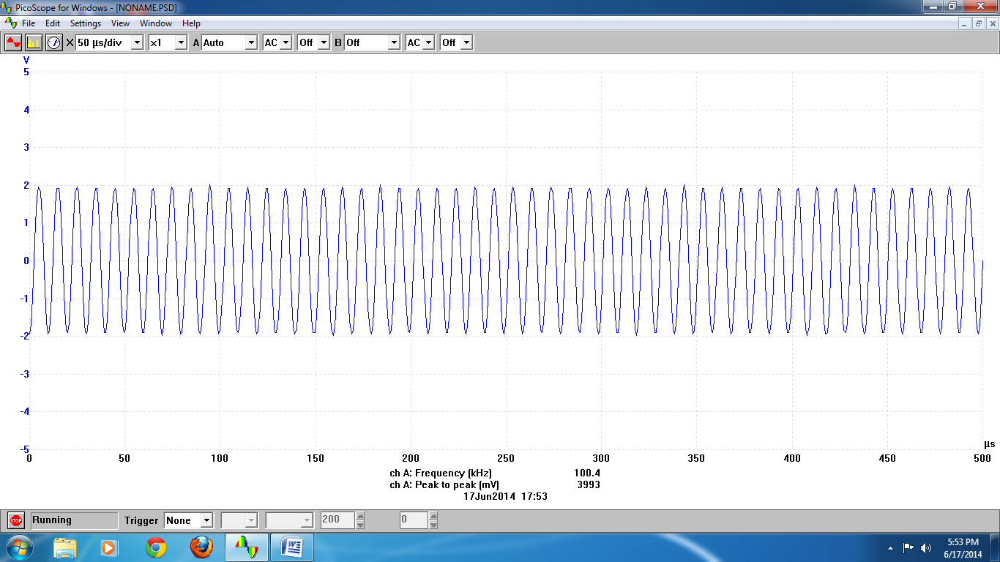 PicoScope for Windows - [NONAME.PSD]
File Edit Settings View Window Help
X 50 µs/div x1 A Auto AC Off B Off AC Off
V
5
4
3
2
1
0
-1
-2
-3
-4
-5
µs
0 50 100 150 200 250 300 350 400 450 500
ch A: Frequency (kHz) 100.4
ch A: Peak to peak (mV) 3993
17Jun2014 17:53
STOP Running Trigger None 200 0
5:53 PM
6/17/2014